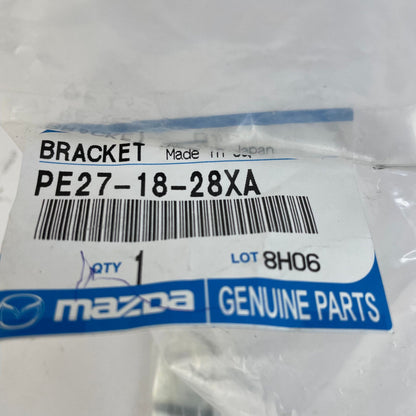 BRACKET Made in Japan
PE27-18-28XA
QTY 1 LOT 8H06
mazda GENUINE PARTS